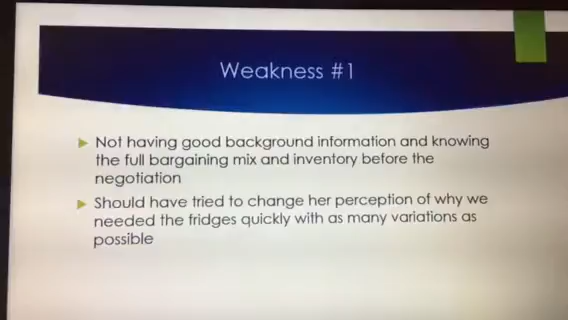 Weakness #1
Not having good background information and knowing
the full bargaining mix and inventory before the
negotiation
Should have tried to change her perception of why we
needed the fridges quickly with as many variations as
possible